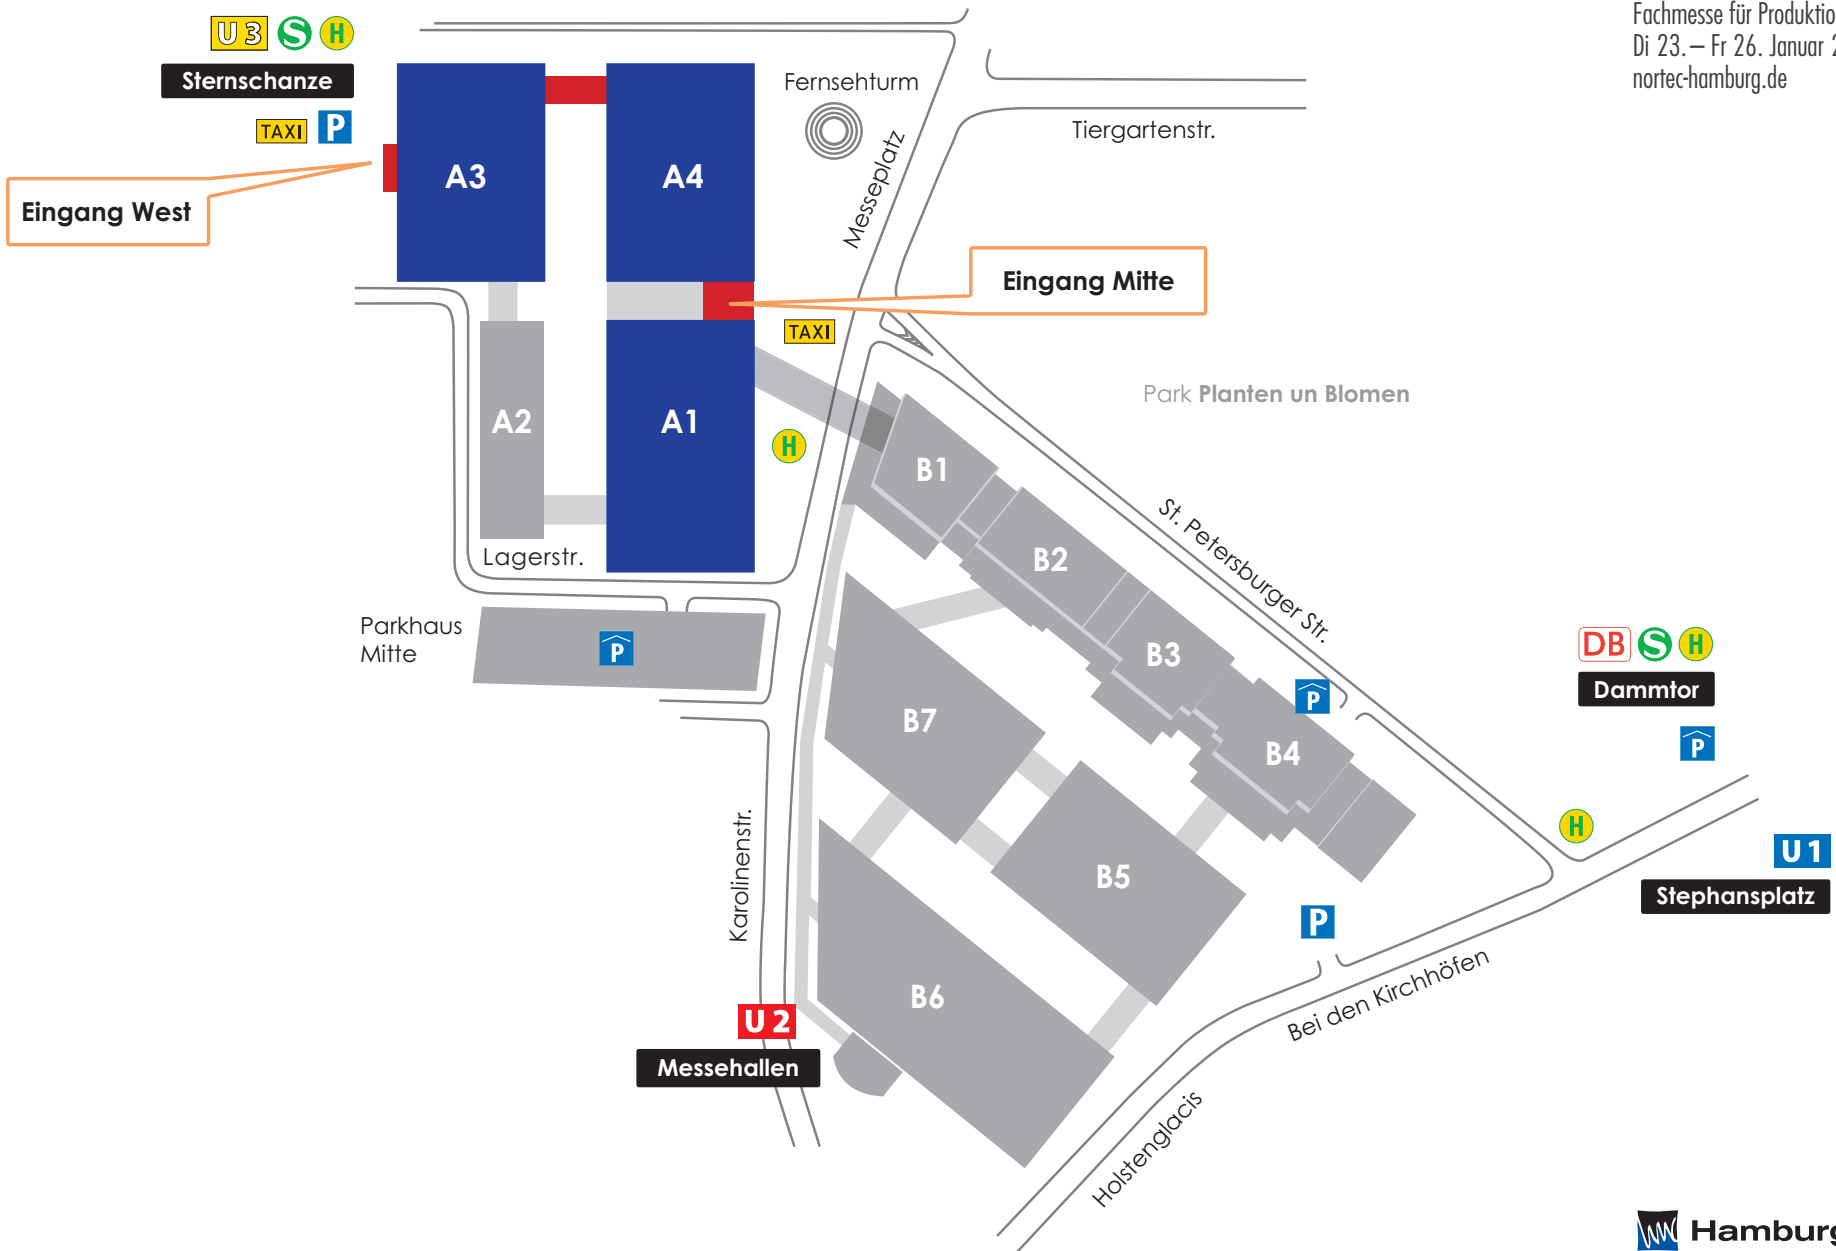 Fachmesse für Produktio
Di 23. – Fr 26. Januar 2
nortec-hamburg.de
U3 S H
Sternschanze
TAXI P
Fernsehturm
Tiergartenstr.
Messeplatz
A3
A4
Eingang West
Eingang Mitte
TAXI
Park Planten un Blomen
A2
A1
H
B1
St. Petersburger Str.
B2
Lagerstr.
Parkhaus
Mitte
P
B3
DB S H
Dammtor
P
P
B7
B4
Karolinenstr.
H
U1
Stephansplatz
B5
P
B6
Bei den Kirchhöfen
U2
Messehallen
Holstenglacis
Hamburg